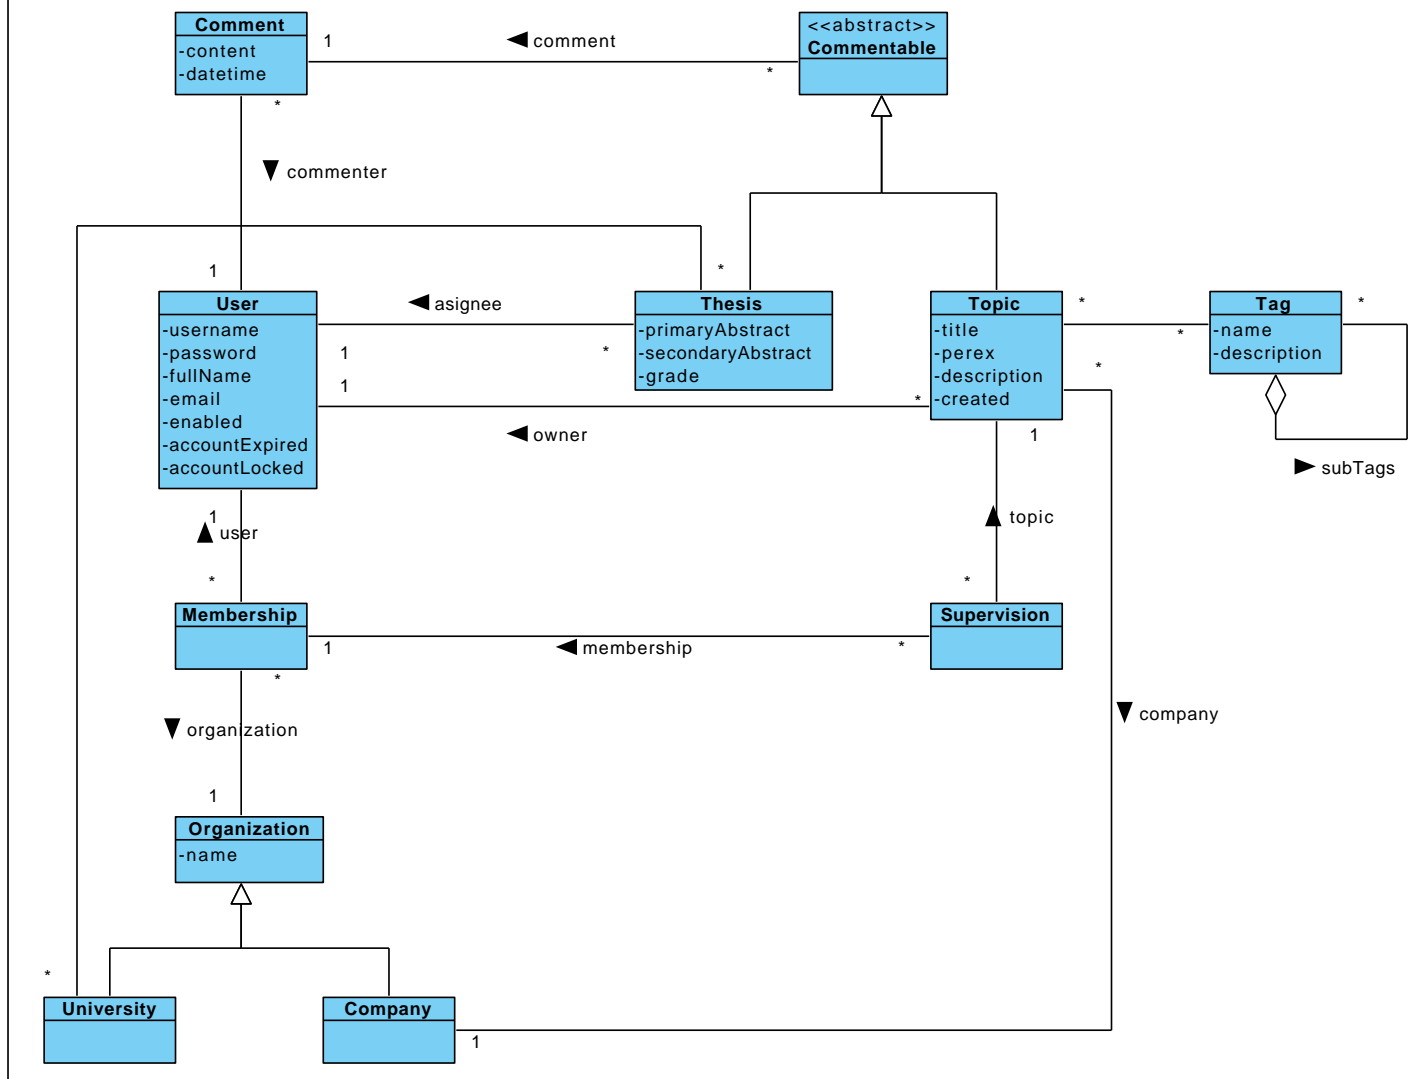 Comment
-content
-datetime
1
comment
*
<<abstract>>
Commentable
*
commenter
1
*
User
-username
-password
-fullName
-email
-enabled
-accountExpired
-accountLocked
asignee
1
*
Thesis
-primaryAbstract
-secondaryAbstract
-grade
1
*
owner
Topic
-title
-perex
-description
-created
*
*
*
1
Tag
-name
-description
*
subTags
1
user
*
topic
*
Membership
1
membership
*
Supervision
*
organization
company
1
Organization
-name
*
University
Company
1